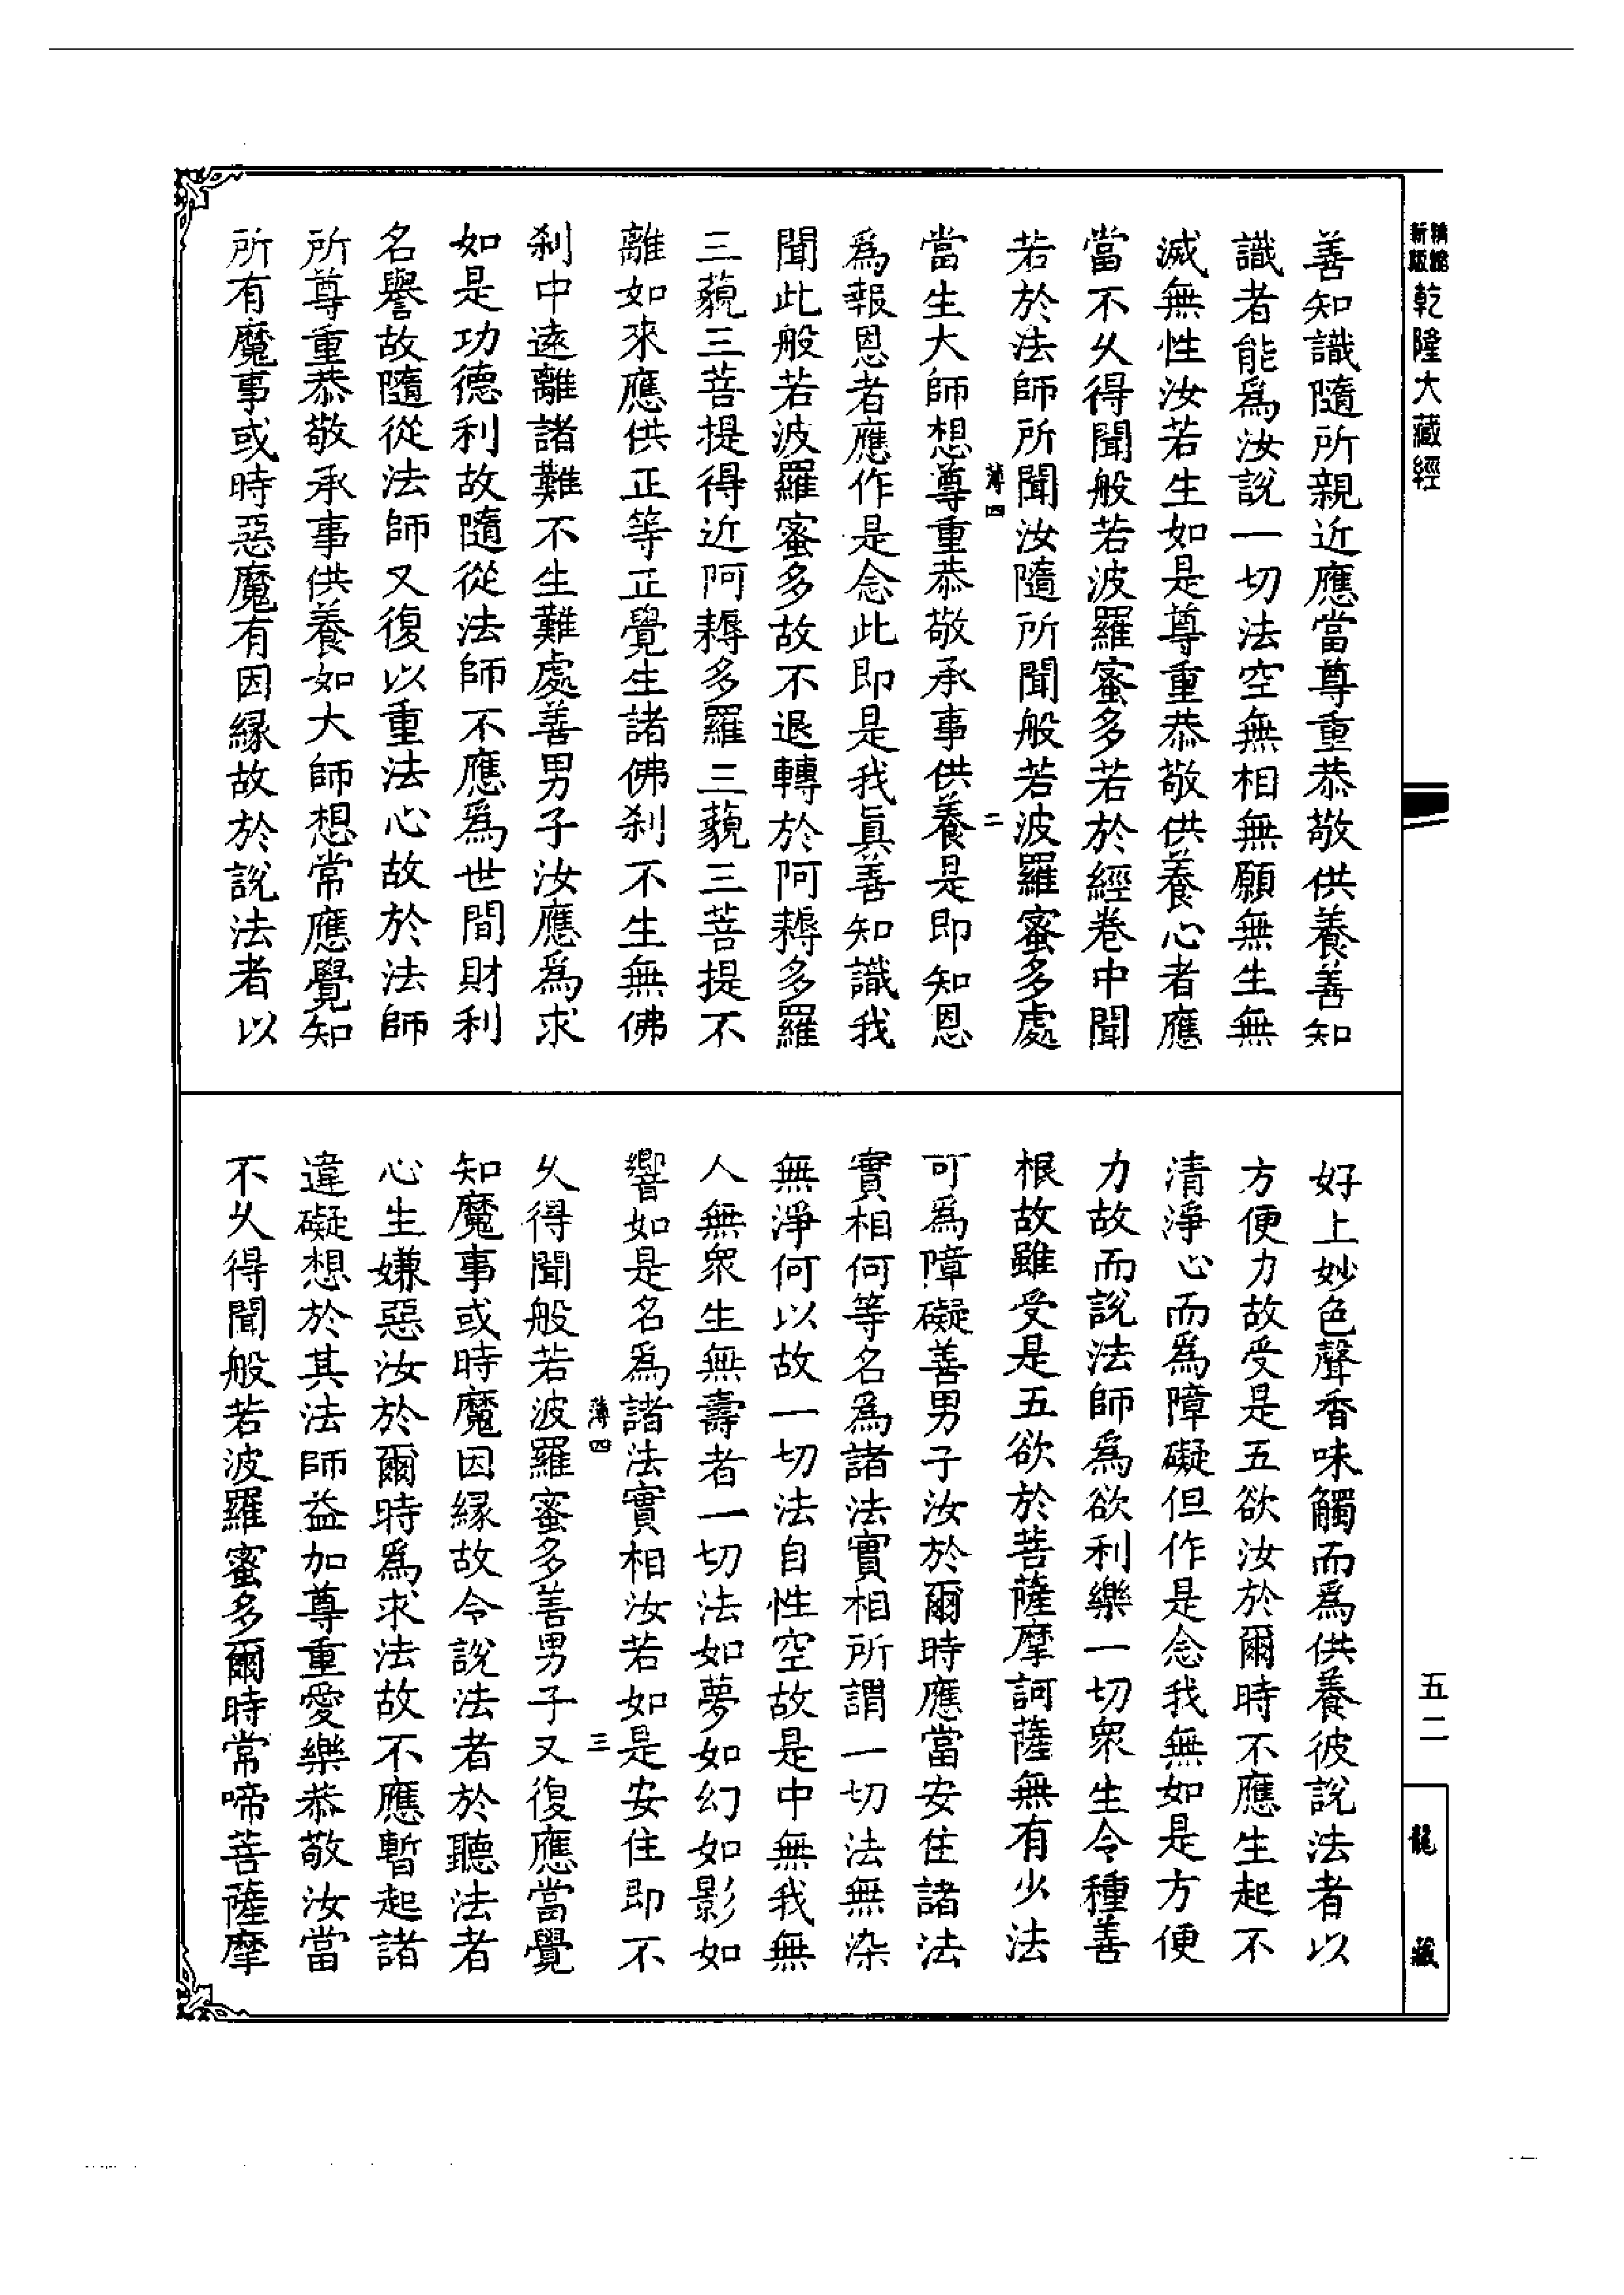 精縮新版乾隆大藏經
善知識隨所親近應當尊重恭敬供養善知
識者能爲汝說一切法空無相無願無生無
滅無性汝若生如是尊重恭敬供養心者應
當不乆得聞般若波羅蜜多若於經卷中聞
若於法師所聞汝隨所聞般若波羅蜜多處
薄四 二
當生大師想尊重恭敬承事供養是即知恩
爲報恩者應作是念此即是我眞善知識我
聞此般若波羅蜜多故不退轉於阿耨多羅
三藐三菩提得近阿耨多羅三藐三菩提不
離如來應供正等正覺生諸佛刹不生無佛
刹中遠離諸難不生難處善男子汝應爲求
如是功德利故隨從法師不應爲世間財利
名譽故隨從法師又復以重法心故於法師
所尊重恭敬承事供養如大師想常應覺知
所有魔事或時惡魔有因縁故於說法者以
好上妙色聲香味觸而爲供養彼說法者以
方便力故受是五欲汝於爾時不應生起不
清淨心而爲障礙但作是念我無如是方便
力故而說法師爲欲利樂一切衆生令種善
根故雖受是五欲於菩薩摩訶薩無有少法
可爲障礙善男子汝於爾時應當安住諸法
實相何等名爲諸法實相所謂一切法無染
無淨何以故一切法自性空故是中無我無
人無衆生無壽者一切法如夢如幻如影如
響如是名爲諸法實相汝若如是安住即不
薄四 三
乆得聞般若波羅蜜多善男子又復應當覺
知魔事或時魔因縁故令說法者於聽法者
心生嫌惡汝於爾時爲求法故不應暫起諸
違礙想於其法師益加尊重愛樂恭敬汝當
不乆得聞般若波羅蜜多爾時常啼菩薩摩
五二
龍藏